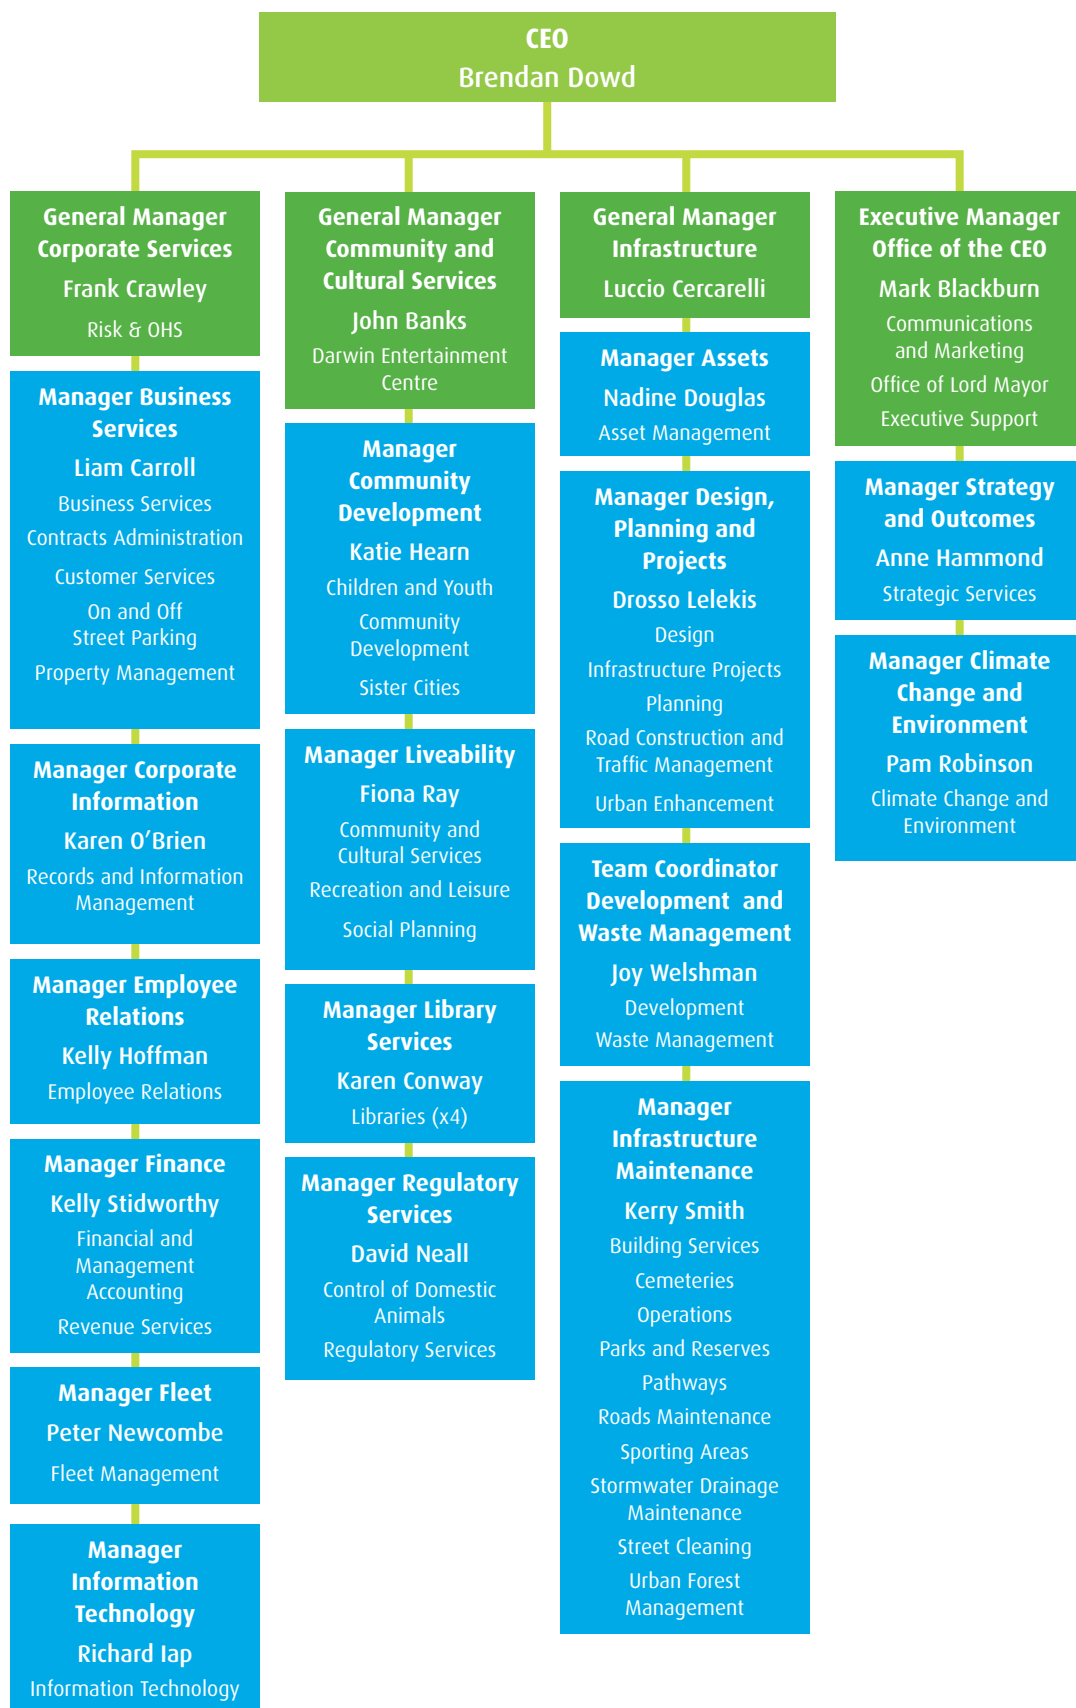 CEO
Brendan Dowd
General Manager
Corporate Services
Frank Crawley
Risk & OHS
Manager Business
Services
Liam Carroll
Business Services
Contracts Administration
Customer Services
On and Off
Street Parking
Property Management
Manager Corporate
Information
Karen O’Brien
Records and Information
Management
Manager Employee
Relations
Kelly Hoffman
Employee Relations
Manager Finance
Kelly Stidworthy
Financial and
Management
Accounting
Revenue Services
Manager Fleet
Peter Newcombe
Fleet Management
Manager
Information
Technology
Richard Iap
Information Technology
General Manager
Community and
Cultural Services
John Banks
Darwin Entertainment
Centre
Manager
Community
Development
Katie Hearn
Children and Youth
Community
Development
Sister Cities
Manager Liveability
Fiona Ray
Community and
Cultural Services
Recreation and Leisure
Social Planning
Manager Library
Services
Karen Conway
Libraries (x4)
Manager Regulatory
Services
David Neall
Control of Domestic
Animals
Regulatory Services
General Manager
Infrastructure
Luccio Cercarelli
Manager Assets
Nadine Douglas
Asset Management
Manager Design,
Planning and
Projects
Drosso Lelekis
Design
Infrastructure Projects
Planning
Road Construction and
Traffic Management
Urban Enhancement
Team Coordinator
Development and
Waste Management
Joy Welshman
Development
Waste Management
Manager
Infrastructure
Maintenance
Kerry Smith
Building Services
Cemeteries
Operations
Parks and Reserves
Pathways
Roads Maintenance
Sporting Areas
Stormwater Drainage
Maintenance
Street Cleaning
Urban Forest
Management
Executive Manager
Office of the CEO
Mark Blackburn
Communications
and Marketing
Office of Lord Mayor
Executive Support
Manager Strategy
and Outcomes
Anne Hammond
Strategic Services
Manager Climate
Change and
Environment
Pam Robinson
Climate Change and
Environment